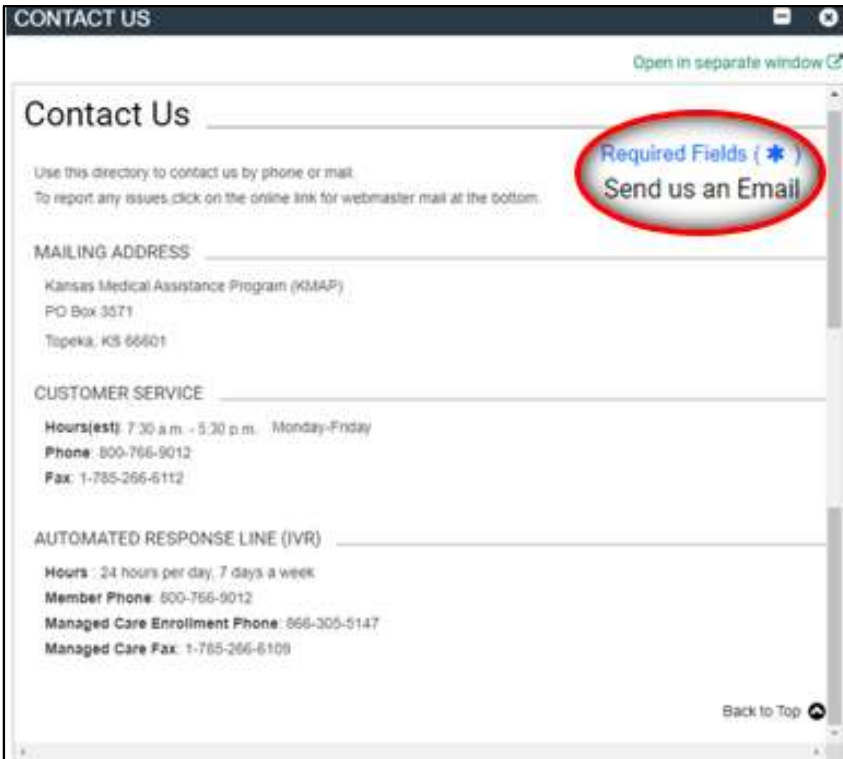 CONTACT US
Open in separate window
Contact Us
Required Fields ( * )
Send us an Email
Use this directory to contact us by phone or mail.
To report any issues,click on the online link for webmaster mail at the bottom.
MAILING ADDRESS
Kansas Medical Assistance Program (KMAP)
PO Box 3571
Topeka, KS 66601
CUSTOMER SERVICE
Hours(est): 7:30 a.m. - 5:30 p.m. Monday-Friday
Phone: 800-766-9012
Fax: 1-785-266-6112
AUTOMATED RESPONSE LINE (IVR)
Hours : 24 hours per day, 7 days a week
Member Phone: 800-766-9012
Managed Care Enrollment Phone: 866-305-5147
Managed Care Fax: 1-785-266-6109
Back to Top